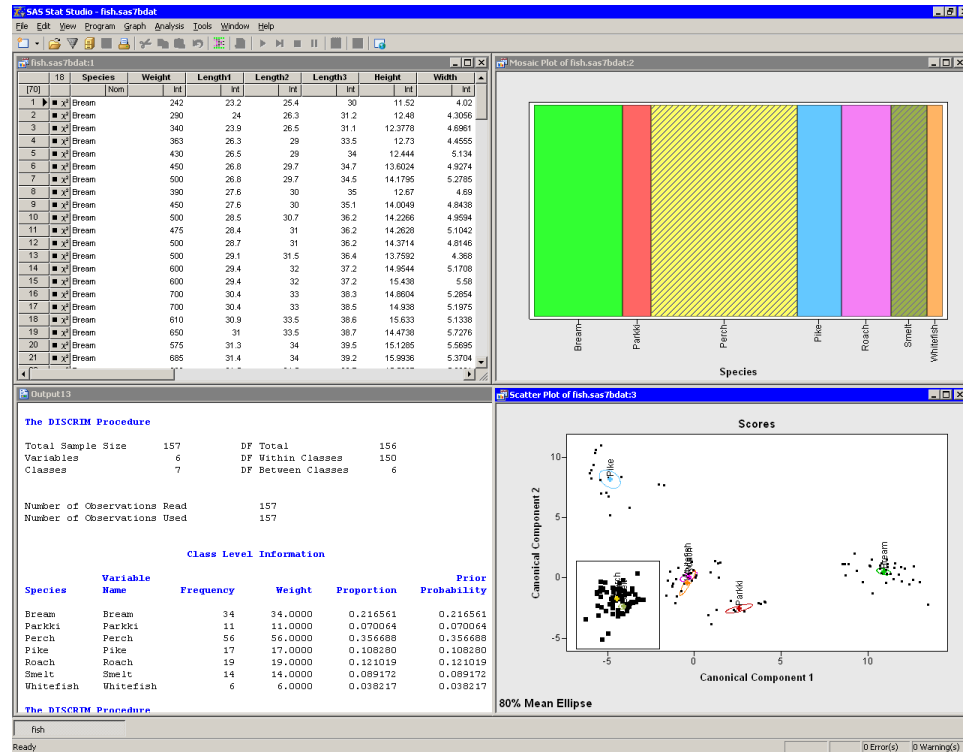 SAS Stat Studio - fish.sas7bdat
File Edit View Program Graph Analysis Tools Window Help
fish.sas7bdat:1
18 Species Weight Length1 Length2 Length3 Height Width
[70] Nom Int Int Int Int Int Int
1 χ² Bream 242 23.2 25.4 30 11.52 4.02
2 χ² Bream 290 24 26.3 31.2 12.48 4.3056
3 χ² Bream 340 23.9 26.5 31.1 12.3778 4.6961
4 χ² Bream 363 26.3 29 33.5 12.73 4.4555
5 χ² Bream 430 26.5 29 34 12.444 5.134
6 χ² Bream 450 26.8 29.7 34.7 13.6024 4.9274
7 χ² Bream 500 26.8 29.7 34.5 14.1795 5.2785
8 χ² Bream 390 27.6 30 35 12.67 4.69
9 χ² Bream 450 27.6 30 35.1 14.0049 4.8438
10 χ² Bream 500 28.5 30.7 36.2 14.2266 4.9594
11 χ² Bream 475 28.4 31 36.2 14.2628 5.1042
12 χ² Bream 500 28.7 31 36.2 14.3714 4.8146
13 χ² Bream 500 29.1 31.5 36.4 13.7592 4.368
14 χ² Bream 600 29.4 32 37.2 14.9544 5.1708
15 χ² Bream 600 29.4 32 37.2 15.438 5.58
16 χ² Bream 700 30.4 33 38.3 14.8604 5.2854
17 χ² Bream 700 30.4 33 38.5 14.938 5.1975
18 χ² Bream 610 30.9 33.5 38.6 15.633 5.1338
19 χ² Bream 650 31 33.5 38.7 14.4738 5.7276
20 χ² Bream 575 31.3 34 39.5 15.1285 5.5695
21 χ² Bream 685 31.4 34 39.2 15.9936 5.3704
Mosaic Plot of fish.sas7bdat:2
Bream
Parkki
Perch
Pike
Roach
Smelt
Whitefish
Species
Output13
The DISCRIM Procedure
Total Sample Size 157 DF Total 156
Variables 6 DF Within Classes 150
Classes 7 DF Between Classes 6
Number of Observations Read 157
Number of Observations Used 157
Class Level Information
Variable Prior
Species Name Frequency Weight Proportion Probability
Bream Bream 34 34.0000 0.216561 0.216561
Parkki Parkki 11 11.0000 0.070064 0.070064
Perch Perch 56 56.0000 0.356688 0.356688
Pike Pike 17 17.0000 0.108280 0.108280
Roach Roach 19 19.0000 0.121019 0.121019
Smelt Smelt 14 14.0000 0.089172 0.089172
Whitefish Whitefish 6 6.0000 0.038217 0.038217
The DISCRIM Procedure
Scatter Plot of fish.sas7bdat:3
Scores
Canonical Component 2
10
5
0
-5
Pike
Parkki
-5 0 5 10
Canonical Component 1
80% Mean Ellipse
fish
Ready
0 Error(s) 0 Warning(s)